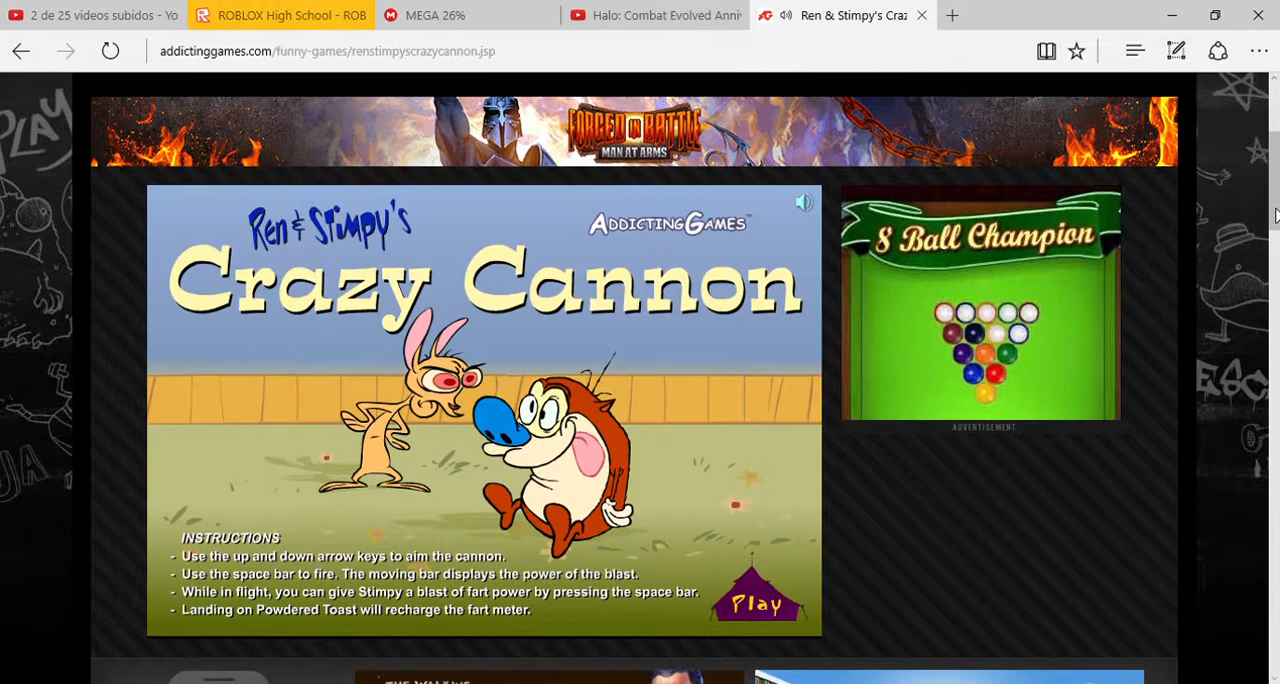 2 de 25 videos subidos - Yo
ROBLOX High School - ROB
MEGA 26%
Halo: Combat Evolved Anni
Ren & Stimpy's Craz
addictinggames.com/funny-games/renstimpyscrazycannon.jsp
PLAY
FORGED IN BATTLE
MAN AT ARMS
Ren & Stimpy's
ADDICTINGGAMES
Crazy Cannon
8 Ball Champion
ADVERTISEMENT
INSTRUCTIONS
- Use the up and down arrow keys to aim the cannon.
- Use the space bar to fire. The moving bar displays the power of the blast.
- While in flight, you can give Stimpy a blast of fart power by pressing the space bar.
- Landing on Powdered Toast will recharge the fart meter.
Play